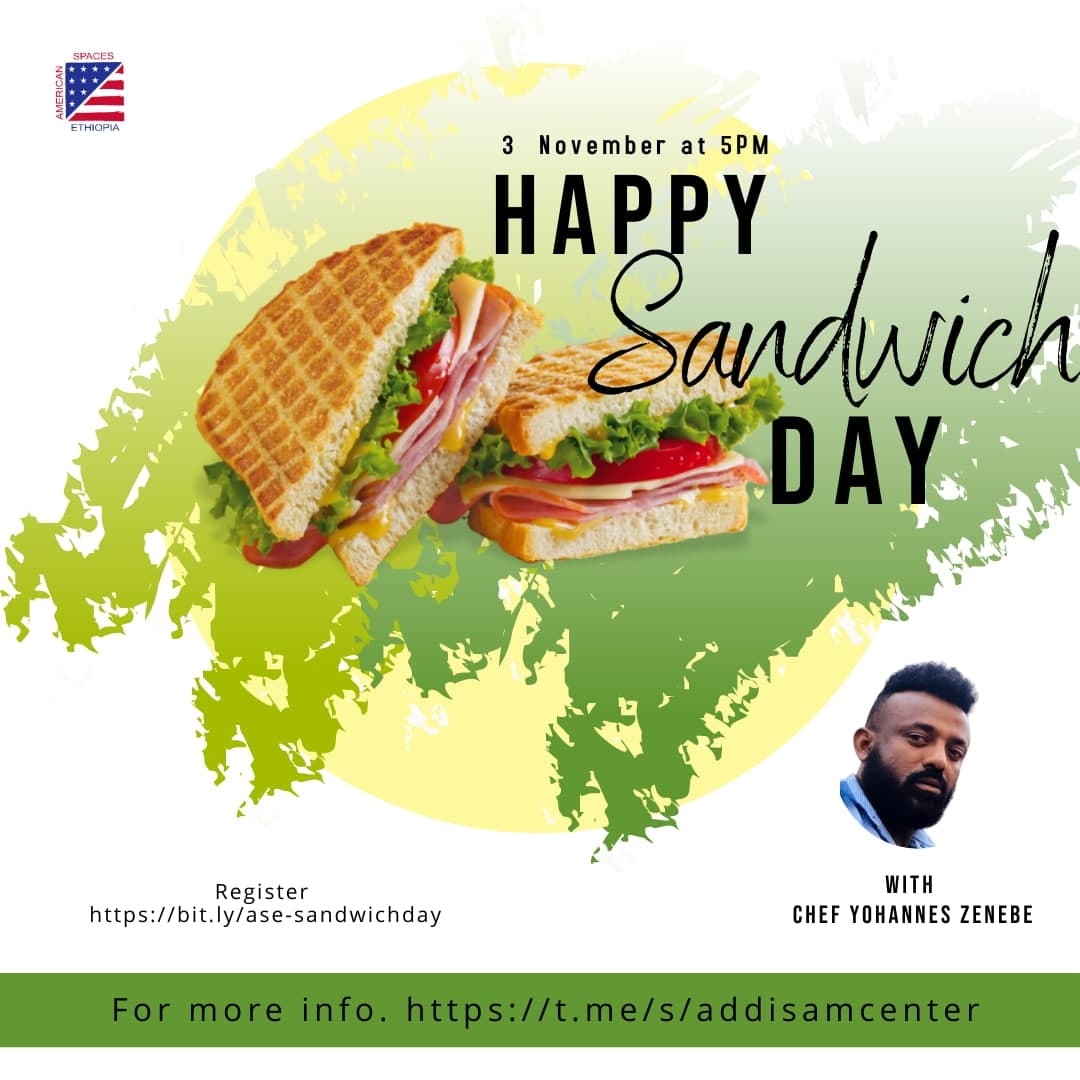 SPACES
AMERICAN
ETHIOPIA
3 November at 5PM
HAPPY
Sandwich
DAY
WITH
CHEF YOHANNES ZENEBE
Register
https://bit.ly/ase-sandwichday
For more info. https://t.me/s/addisamcenter